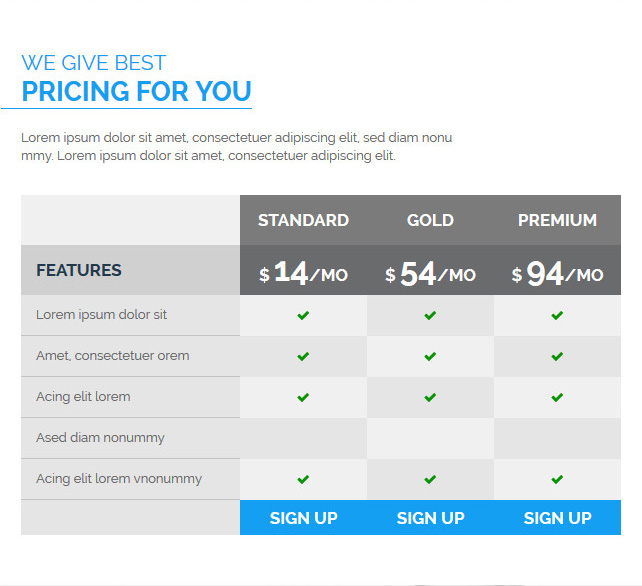 WE GIVE BEST
PRICING FOR YOU
Lorem ipsum dolor sit amet, consectetuer adipiscing elit, sed diam nonu
mmy. Lorem ipsum dolor sit amet, consectetuer adipiscing elit.
STANDARD GOLD PREMIUM
FEATURES $ 14/MO $ 54/MO $ 94/MO
Lorem ipsum dolor sit
Amet, consectetuer orem
Acing elit lorem
Ased diam nonummy
Acing elit lorem vnonummy
SIGN UP SIGN UP SIGN UP